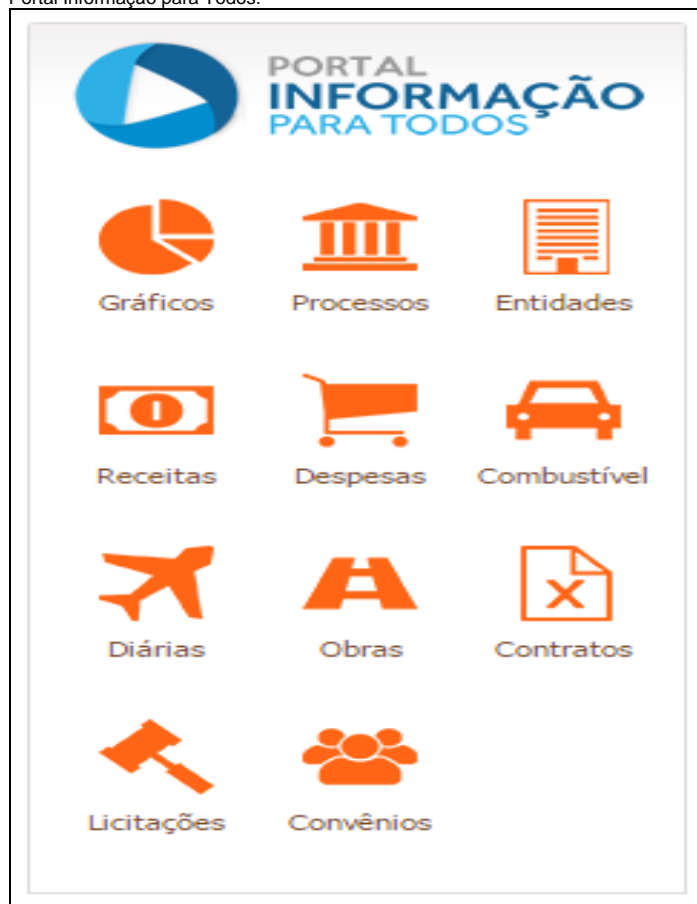 Portal Informação para Todos.
PORTAL
INFORMAÇÃO
PARA TODOS
Gráficos Processos Entidades
Receitas Despesas Combustível
Diárias Obras Contratos
Licitações Convênios